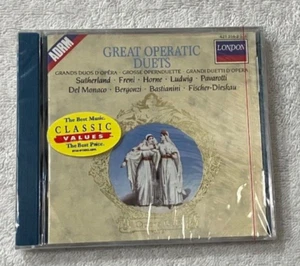 ADRM
LONDON
GREAT OPERATIC
DUETS
GRANDS DUOS D'OPÉRA · GROSSE OPERNDUETTE · GRANDI DUETTI D'OPERA
Sutherland · Freni · Horne · Ludwig · Pavarotti
Del Monaco · Bergonzi · Bastianini · Fischer-Dieskau
The Best Music.
CLASSIC
VALUES
The Best Price.